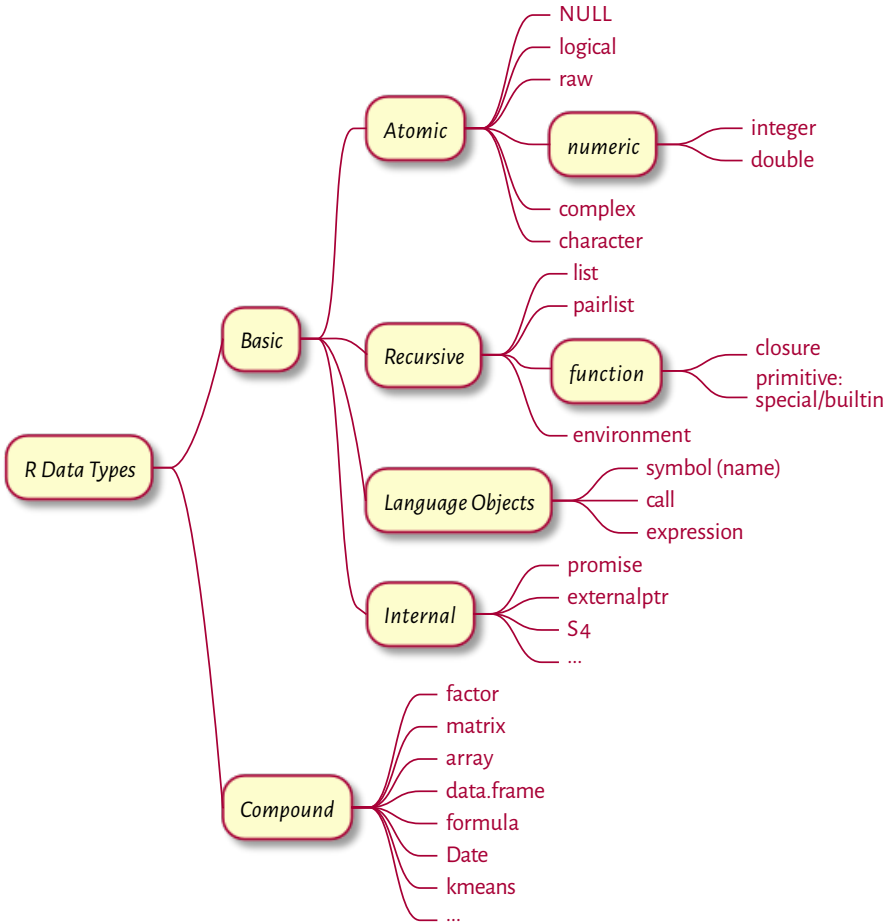 R Data Types
Basic
Atomic
NULL
logical
raw
numeric
integer
double
complex
character
Recursive
list
pairlist
function
closure
primitive:
special/builtin
environment
Language Objects
symbol (name)
call
expression
Internal
promise
externalptr
S4
...
Compound
factor
matrix
array
data.frame
formula
Date
kmeans
...